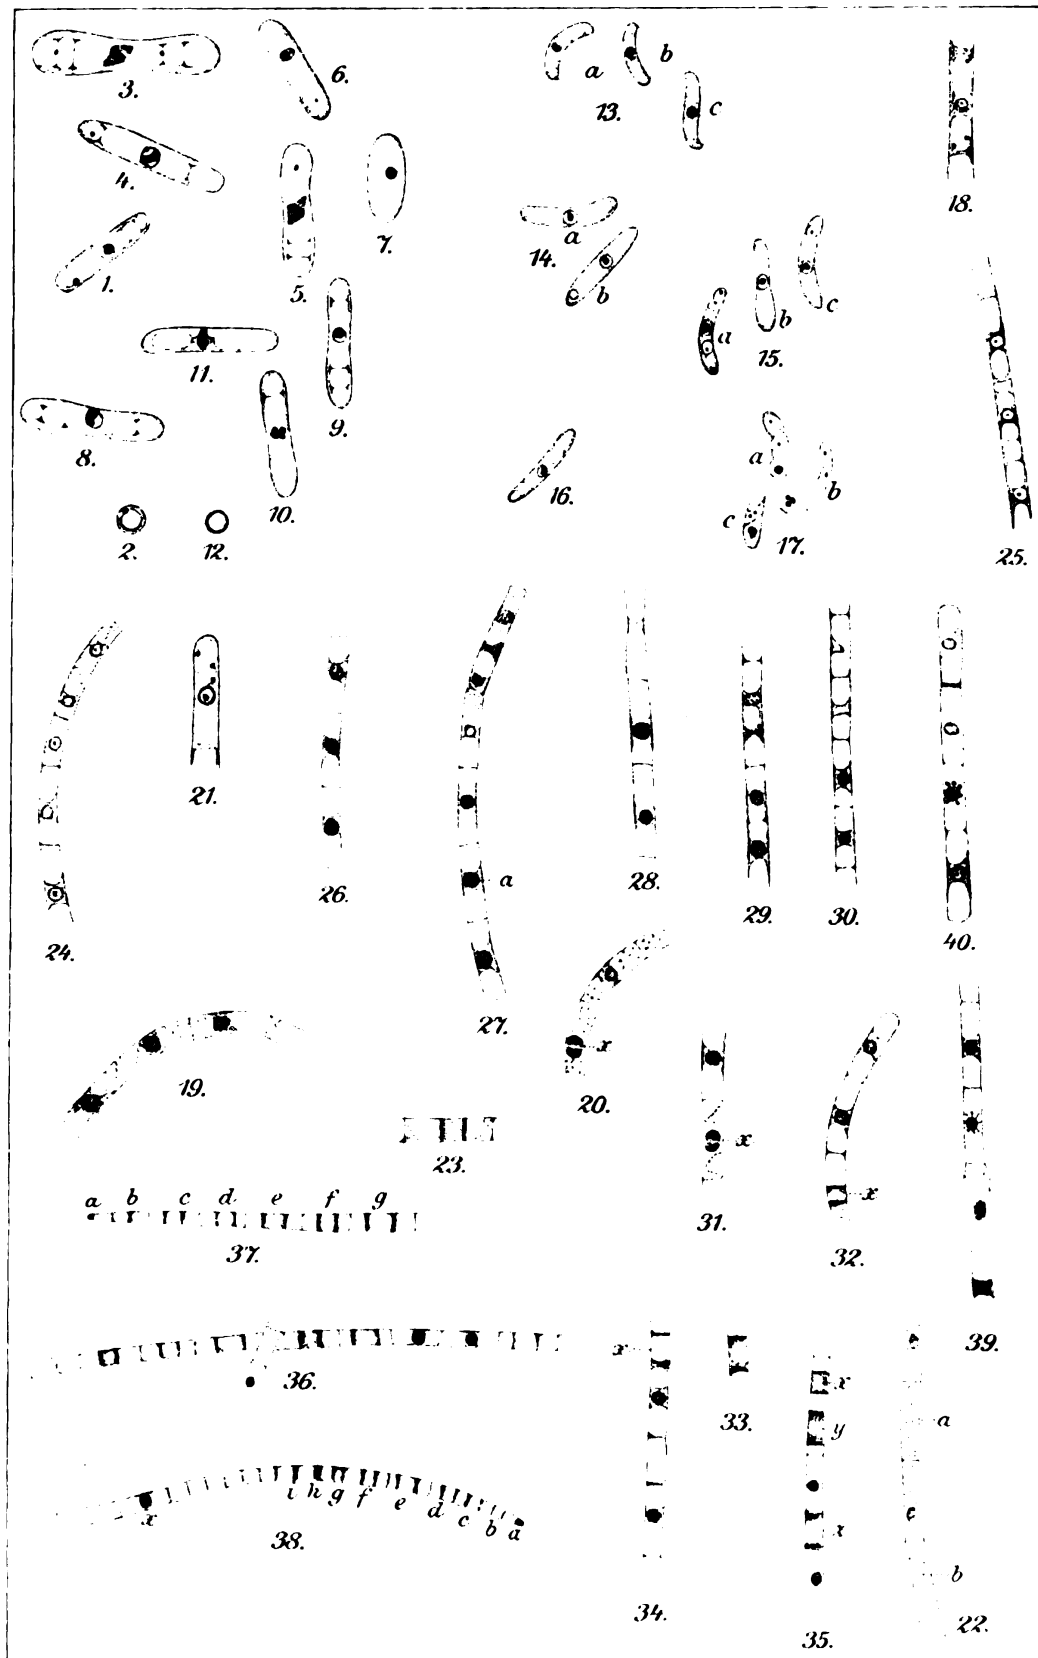 6.
a
b
3.
13.
c
4.
7.
18.
a
14.
1.
5.
b
c
a
b
15.
11.
9.
8.
a
16.
b
10.
c
17.
2.
12.
25.
21.
a
26.
28.
29.
30.
40.
24.
27.
x
19.
20.
x
23.
x
a b c d e f g
31.
37.
32.
x
39.
36.
33.
x
a
y
x
i h g f e d c b a
x
38.
b
34.
35.
22.